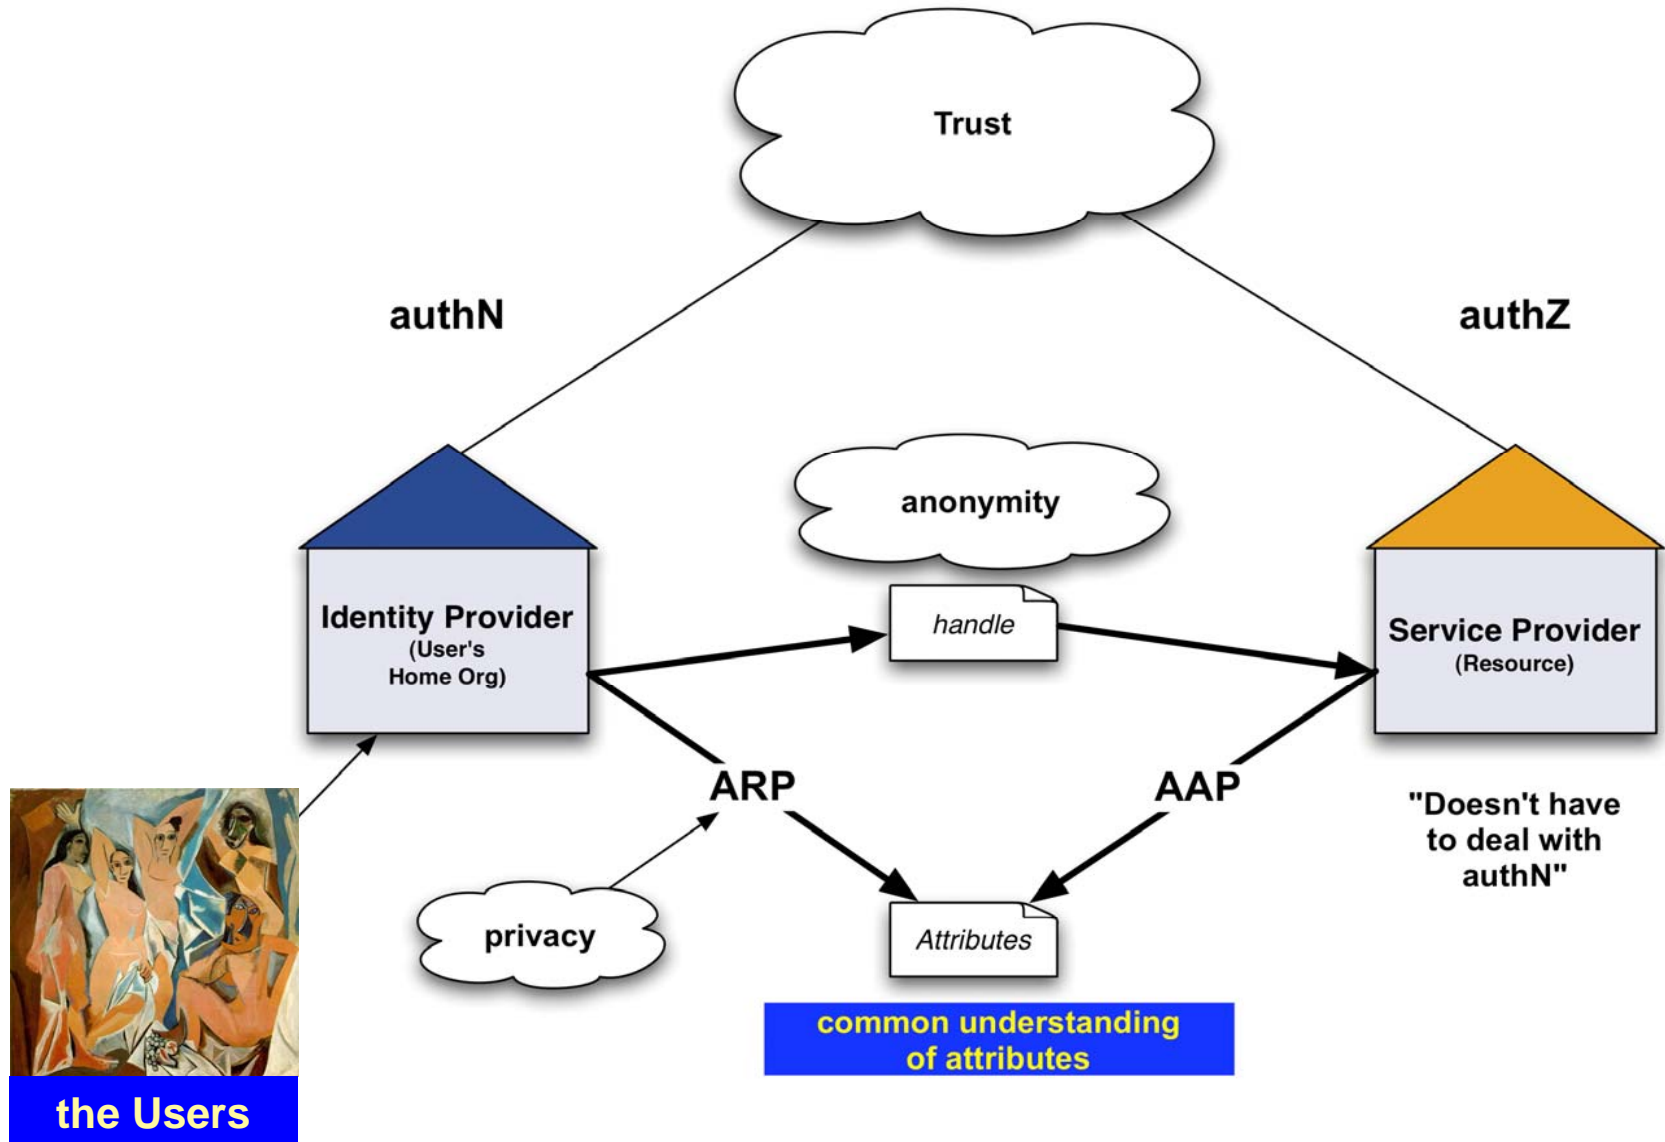 Trust
authN
authZ
anonymity
handle
Identity Provider
(User's
Home Org)
Service Provider
(Resource)
ARP
AAP
"Doesn't have
to deal with
authN"
privacy
Attributes
common understanding
of attributes
the Users